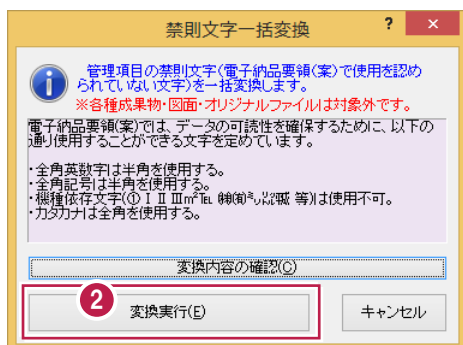 禁則文字一括変換
? ×
管理項目の禁則文字(電子納品要領(案)で使用を認め
られていない文字)を一括変換します。
※各種成果物・図面・オリジナルファイルは対象外です。
電子納品要領(案)では、データの可読性を確保するために、以下の
通り使用することができる文字を定めています。
・全角英数字は半角を使用する。
・全角記号は半角を使用する。
・機種依存文字(① Ⅰ Ⅱ Ⅲ㎡℡ 等)は使用不可。
・カタカナは全角を使用する。
変換内容の確認(C)
2
変換実行(E)
キャンセル